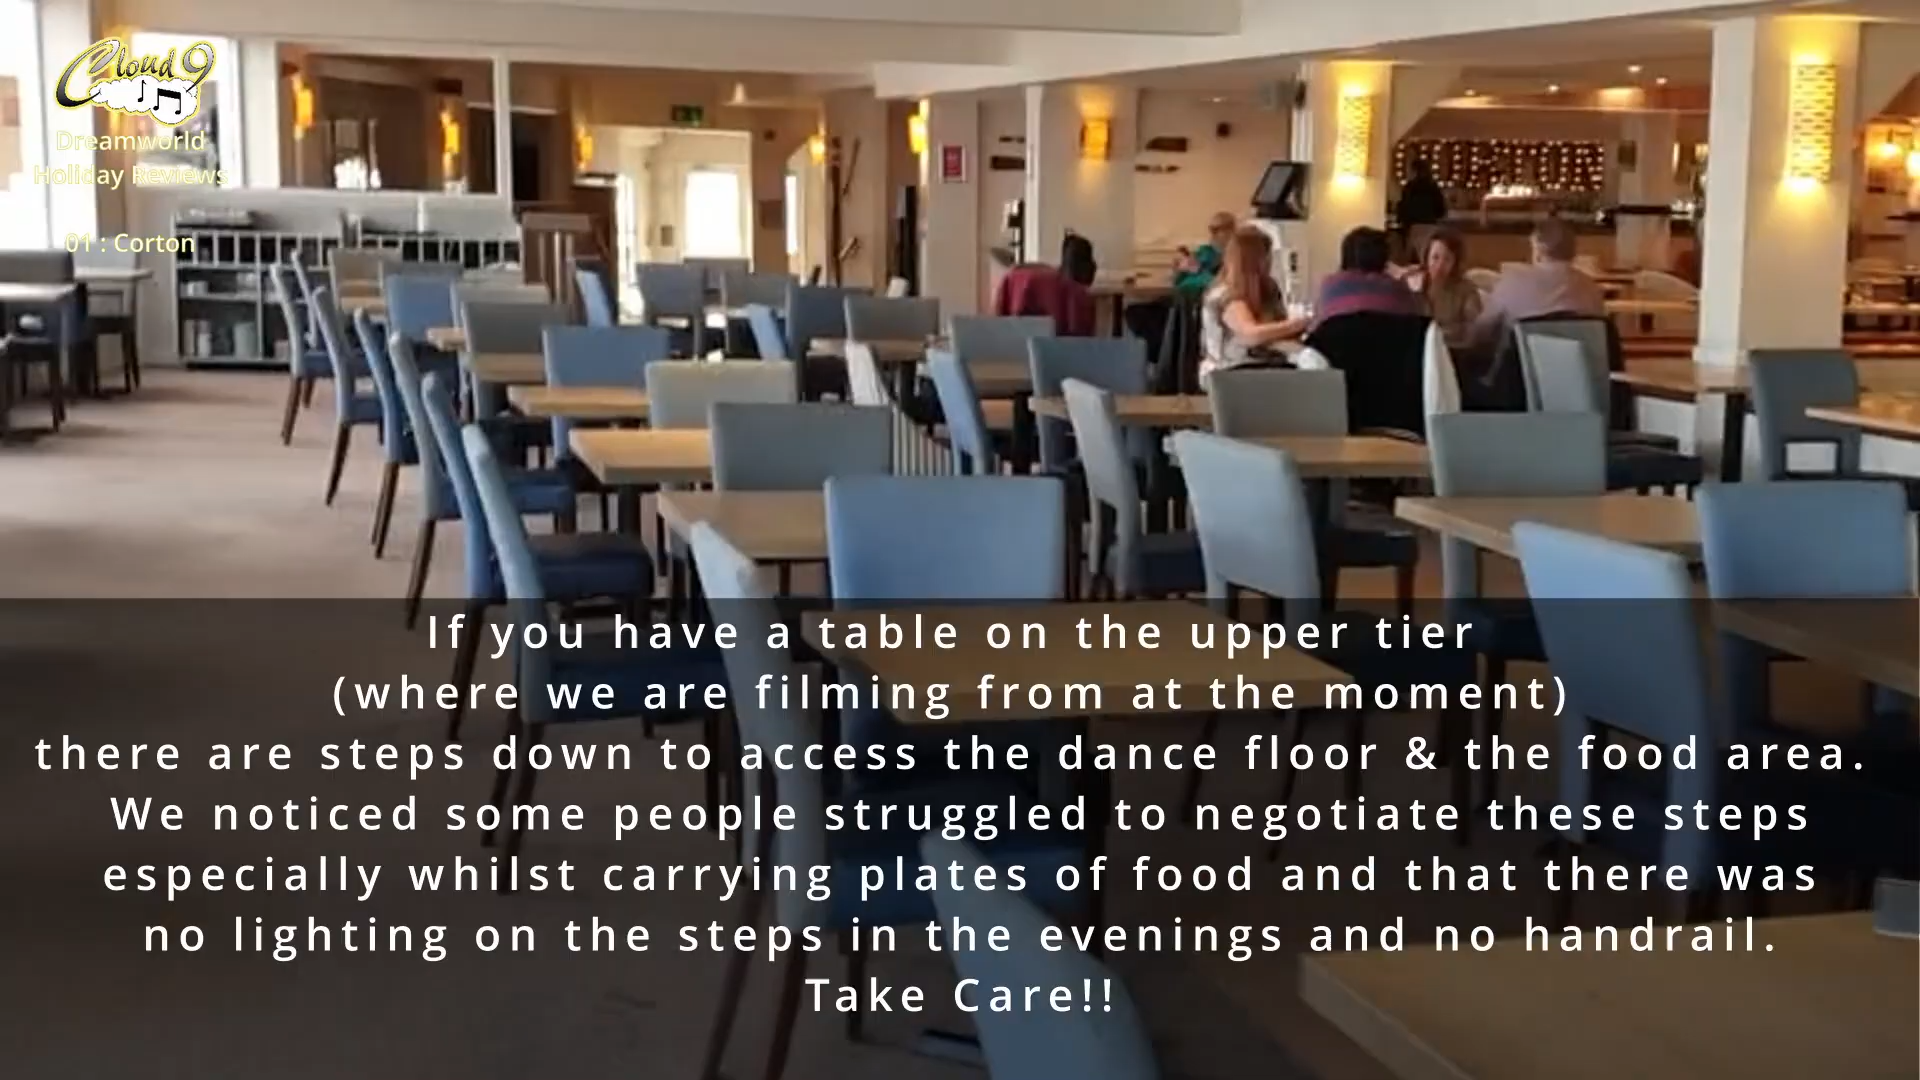 Cloud 9
Dreamworld
Holiday Reviews
01 : Corton
If you have a table on the upper tier
(where we are filming from at the moment)
there are steps down to access the dance floor & the food area.
We noticed some people struggled to negotiate these steps
especially whilst carrying plates of food and that there was
no lighting on the steps in the evenings and no handrail.
Take Care!!